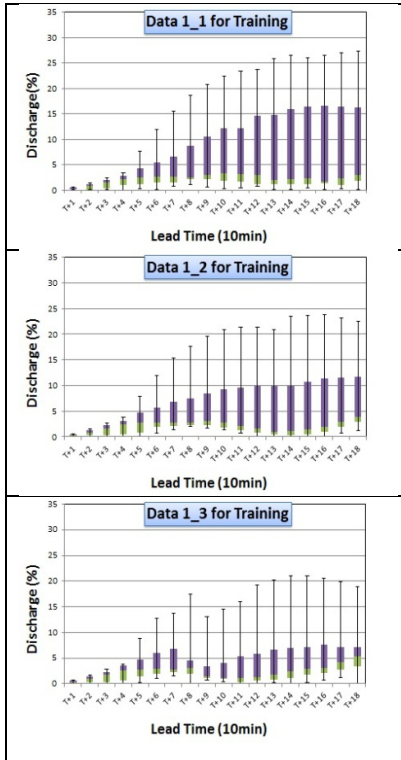 Data 1_1 for Training
35
30
25
20
15
10
5
0
Discharge(%)
T+1 T+2 T+3 T+4 T+5 T+6 T+7 T+8 T+9 T+10 T+11 T+12 T+13 T+14 T+15 T+16 T+17 T+18
Lead Time (10min)
Data 1_2 for Training
35
30
25
20
15
10
5
0
Discharge (%)
T+1 T+2 T+3 T+4 T+5 T+6 T+7 T+8 T+9 T+10 T+11 T+12 T+13 T+14 T+15 T+16 T+17 T+18
Lead Time (10min)
Data 1_3 for Training
35
30
25
20
15
10
5
0
Discharge (%)
T+1 T+2 T+3 T+4 T+5 T+6 T+7 T+8 T+9 T+10 T+11 T+12 T+13 T+14 T+15 T+16 T+17 T+18
Lead Time (10min)